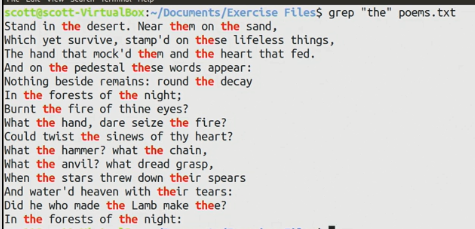 scott@scott-VirtualBox:~/Documents/Exercise Files$ grep "the" poems.txt
Stand in the desert. Near them on the sand,
Which yet survive, stamp'd on these lifeless things,
The hand that mock'd them and the heart that fed.
And on the pedestal these words appear:
Nothing beside remains: round the decay
In the forests of the night;
Burnt the fire of thine eyes?
What the hand, dare seize the fire?
Could twist the sinews of thy heart?
What the hammer? what the chain,
What the anvil? what dread grasp,
When the stars threw down their spears
And water'd heaven with their tears:
Did he who made the Lamb make thee?
In the forests of the night: